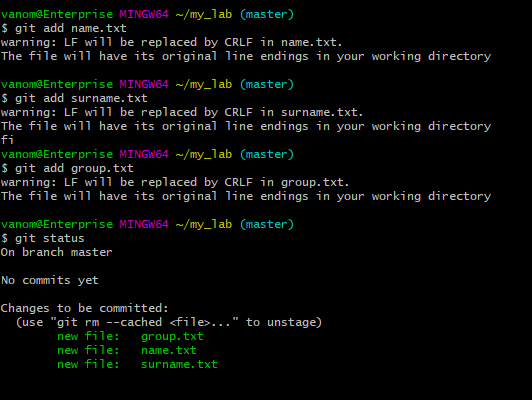 vanom@Enterprise MINGW64 ~/my_lab (master)
$ git add name.txt
warning: LF will be replaced by CRLF in name.txt.
The file will have its original line endings in your working directory
vanom@Enterprise MINGW64 ~/my_lab (master)
$ git add surname.txt
warning: LF will be replaced by CRLF in surname.txt.
The file will have its original line endings in your working directory
fi
vanom@Enterprise MINGW64 ~/my_lab (master)
$ git add group.txt
warning: LF will be replaced by CRLF in group.txt.
The file will have its original line endings in your working directory
vanom@Enterprise MINGW64 ~/my_lab (master)
$ git status
On branch master
No commits yet
Changes to be committed:
  (use "git rm --cached <file>..." to unstage)
        new file:   group.txt
        new file:   name.txt
        new file:   surname.txt